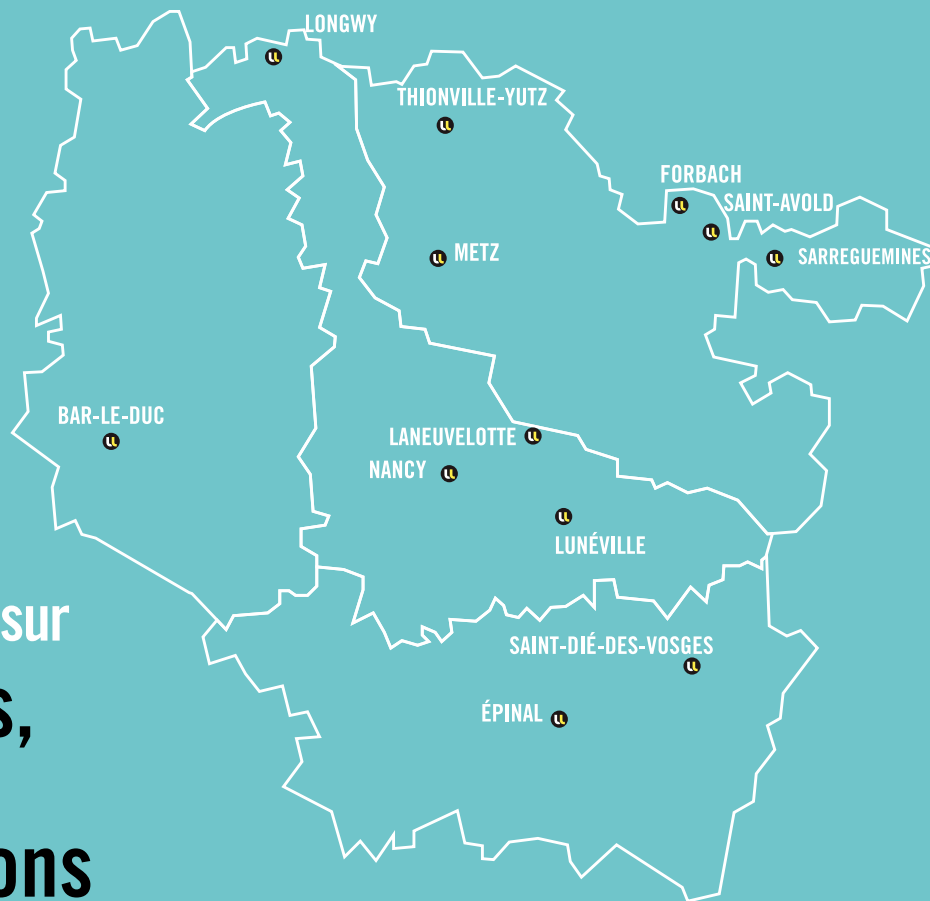 LONGWY
THIONVILLE-YUTZ
FORBACH
SAINT-AVOLD
METZ
SARREGUEMINES
BAR-LE-DUC
LANEUVELOTTE
NANCY
LUNÉVILLE
sur
SAINT-DIÉ-DES-VOSGES
s,
ÉPINAL
ons